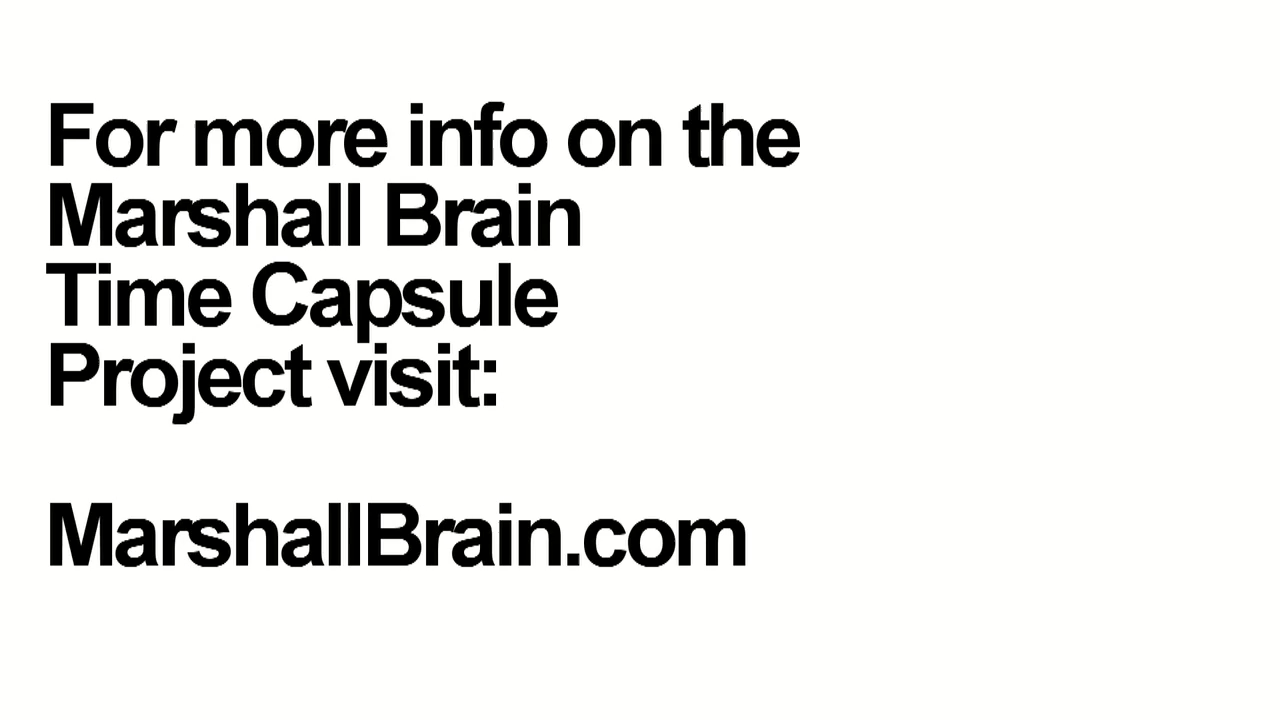 For more info on the
Marshall Brain
Time Capsule
Project visit:
MarshallBrain.com